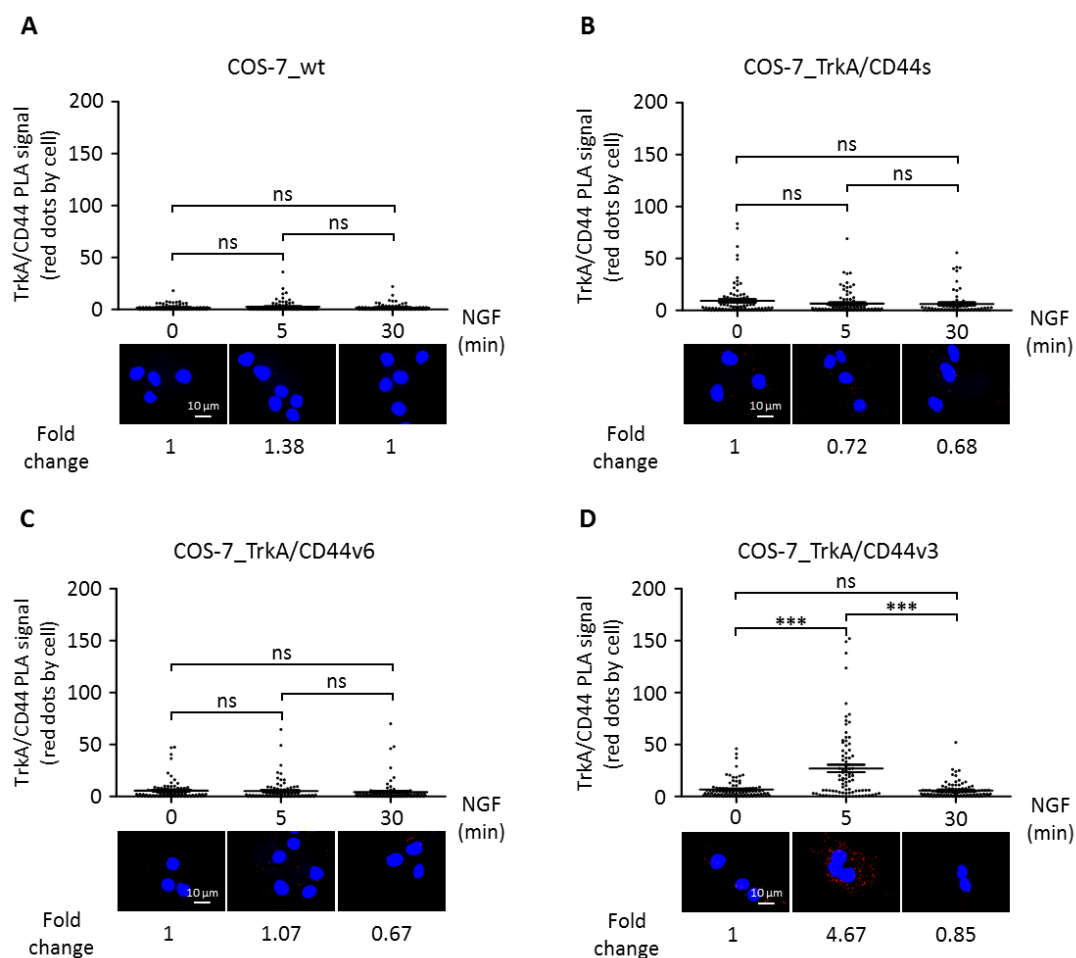 A
COS-7_wt
TrkA/CD44 PLA signal
(red dots by cell)
200
150
100
50
0
ns
ns
ns
0 5 30
NGF
(min)
10 µm
Fold
change
1 1.38 1
B
COS-7_TrkA/CD44s
TrkA/CD44 PLA signal
(red dots by cell)
200
150
100
50
0
ns
ns
ns
0 5 30
NGF
(min)
10 µm
Fold
change
1 0.72 0.68
C
COS-7_TrkA/CD44v6
TrkA/CD44 PLA signal
(red dots by cell)
200
150
100
50
0
ns
ns
ns
0 5 30
NGF
(min)
10 µm
Fold
change
1 1.07 0.67
D
COS-7_TrkA/CD44v3
TrkA/CD44 PLA signal
(red dots by cell)
200
150
100
50
0
ns
***
***
0 5 30
NGF
(min)
10 µm
Fold
change
1 4.67 0.85